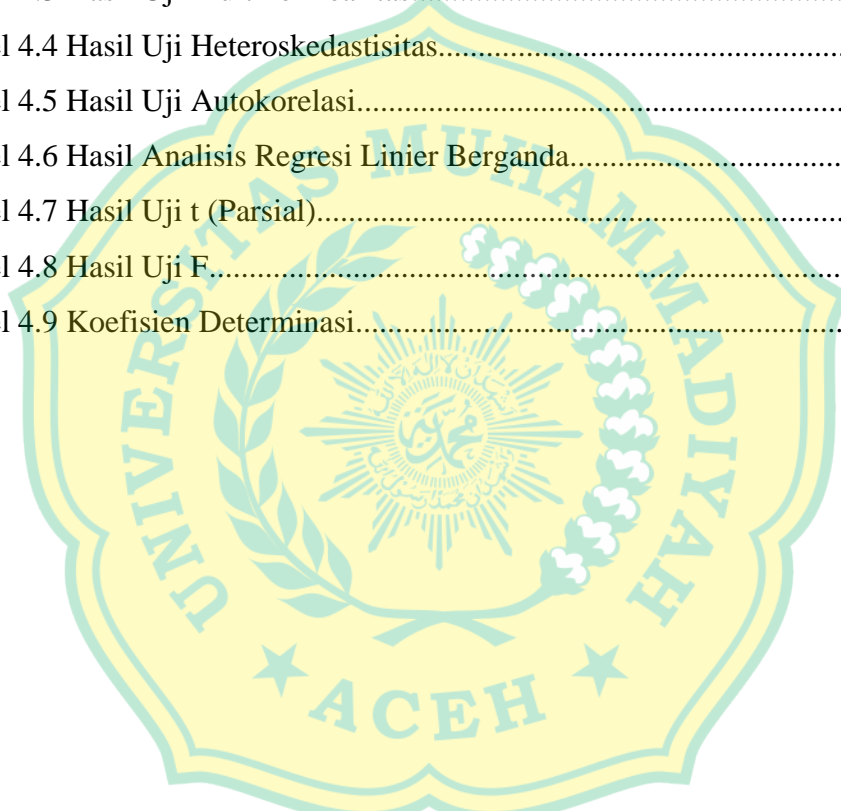 l 4.4 Hasil Uji Heteroskedastisitas
l 4.5 Hasil Uji Autokorelasi
l 4.6 Hasil Analisis Regresi Linier Berganda
l 4.7 Hasil Uji t (Parsial)
l 4.8 Hasil Uji F
l 4.9 Koefisien Determinasi
UNIVERSITAS MUHAMMADIYAH
ACEH